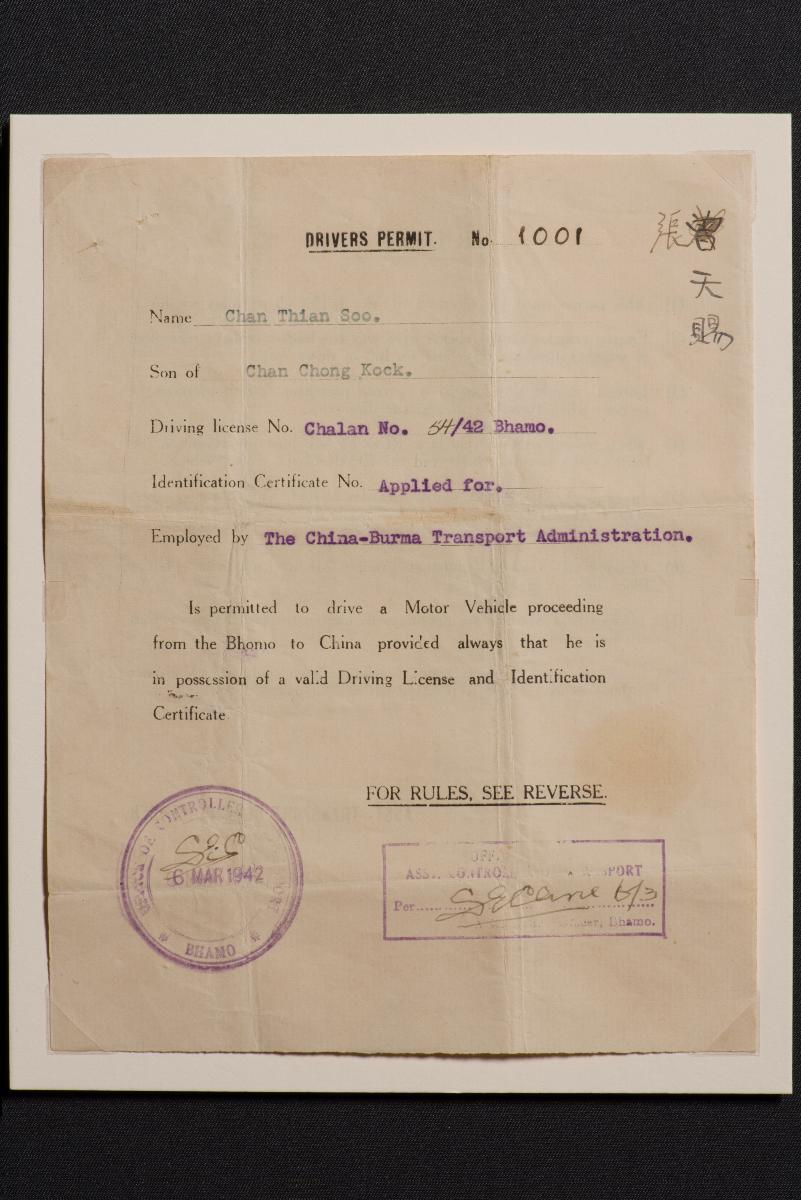 DRIVERS PERMIT. No. 1001
張
天
賜
Name Chan Thian Soo.
Son of Chan Chong Kock.
Driving license No. Chalan No. 54/42 Bhamo.
Identification Certificate No. Applied for.
Employed by The China-Burma Transport Administration.
Is permitted to drive a Motor Vehicle proceeding
from the Bhomo to China provided always that he is
in possession of a valid Driving License and Identification
Certificate
FOR RULES, SEE REVERSE.
CONTROLLER
6 MAR 1942
BHAMO
ASST. CONTROL
Per
6/3
Bhamo.